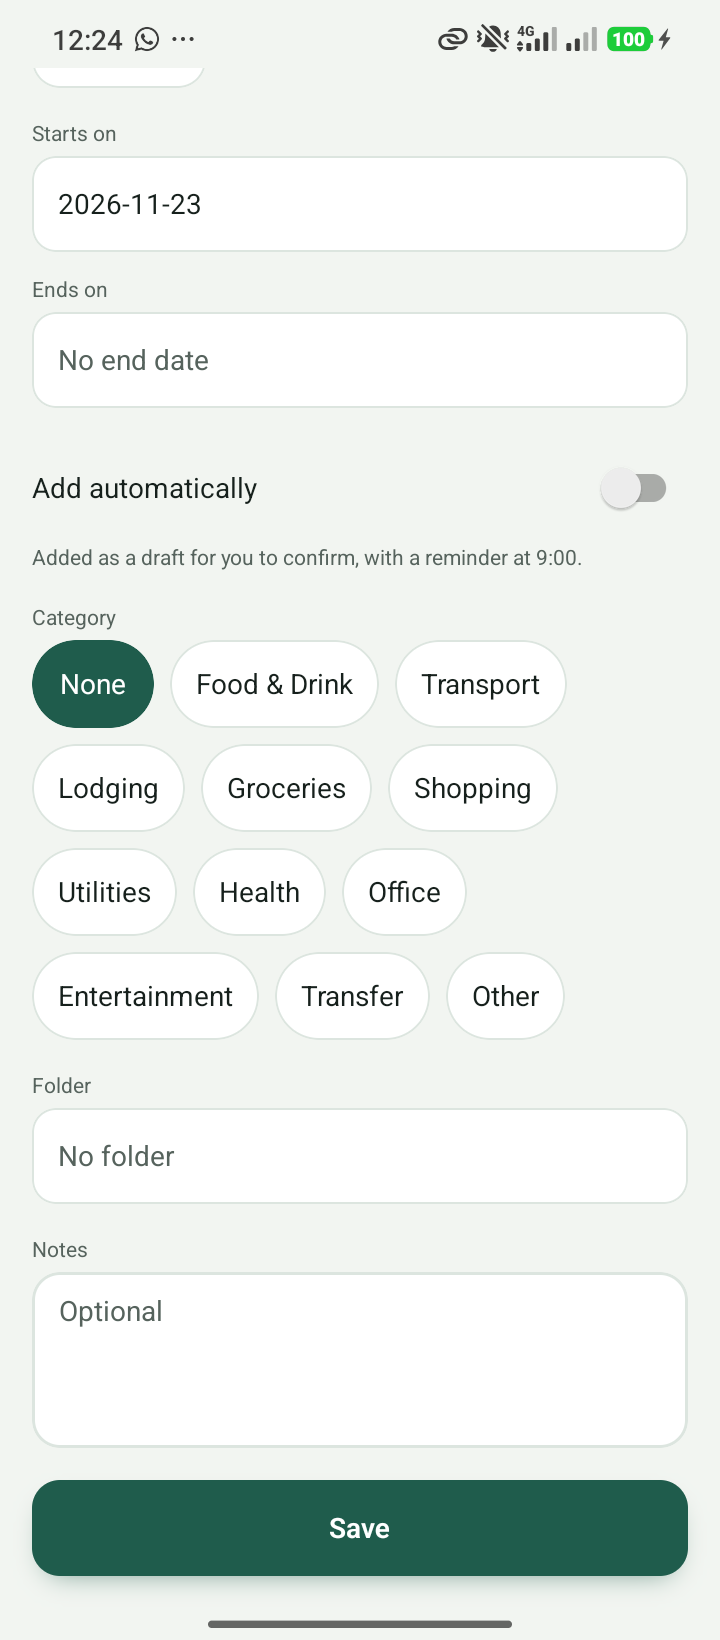 12:24
4G
100
Starts on
2026-11-23
Ends on
No end date
Add automatically
Added as a draft for you to confirm, with a reminder at 9:00.
Category
None Food & Drink Transport
Lodging Groceries Shopping
Utilities Health Office
Entertainment Transfer Other
Folder
No folder
Notes
Optional
Save